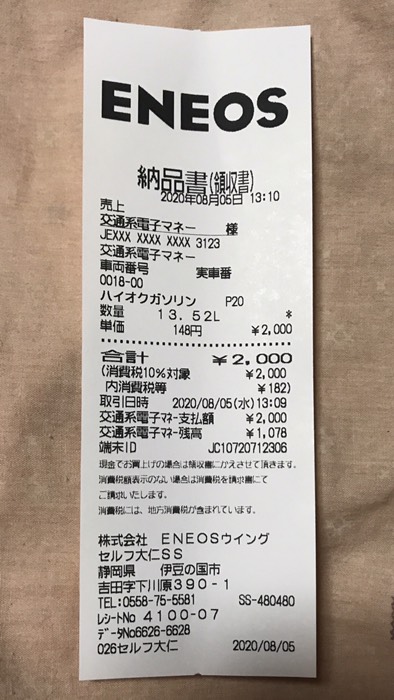 ENEOS
納品書(領収書)
2020年08月05日 13:10
売上
交通系電子マネー 様
JEXXX XXXX XXXX 3123
交通系電子マネー
車両番号 実車番
0018-00
ハイオクガソリン P20
数量 13.52L *
単価 148円 ¥2,000
合計 ¥2,000
(消費税10%対象 ¥2,000
内消費税等 ¥182)
取引日時 2020/08/05(水)13:09
交通系電子マネー支払額 ¥2,000
交通系電子マネー残高 ¥1,078
端末ID JC10720712306
現金でお買上げの場合は領収書にかえさせて頂きます。
消費税額表示のない場合は消費税を請求書にて
ご請求いたします。
消費税には、地方消費税が含まれています。
株式会社 ENEOSウイング
セルフ大仁SS
静岡県 伊豆の国市
吉田字下川原390-1
TEL:0558-75-5581 SS-480480
レシートNo 4100-07
データNo6626-6628
026セルフ大仁 2020/08/05